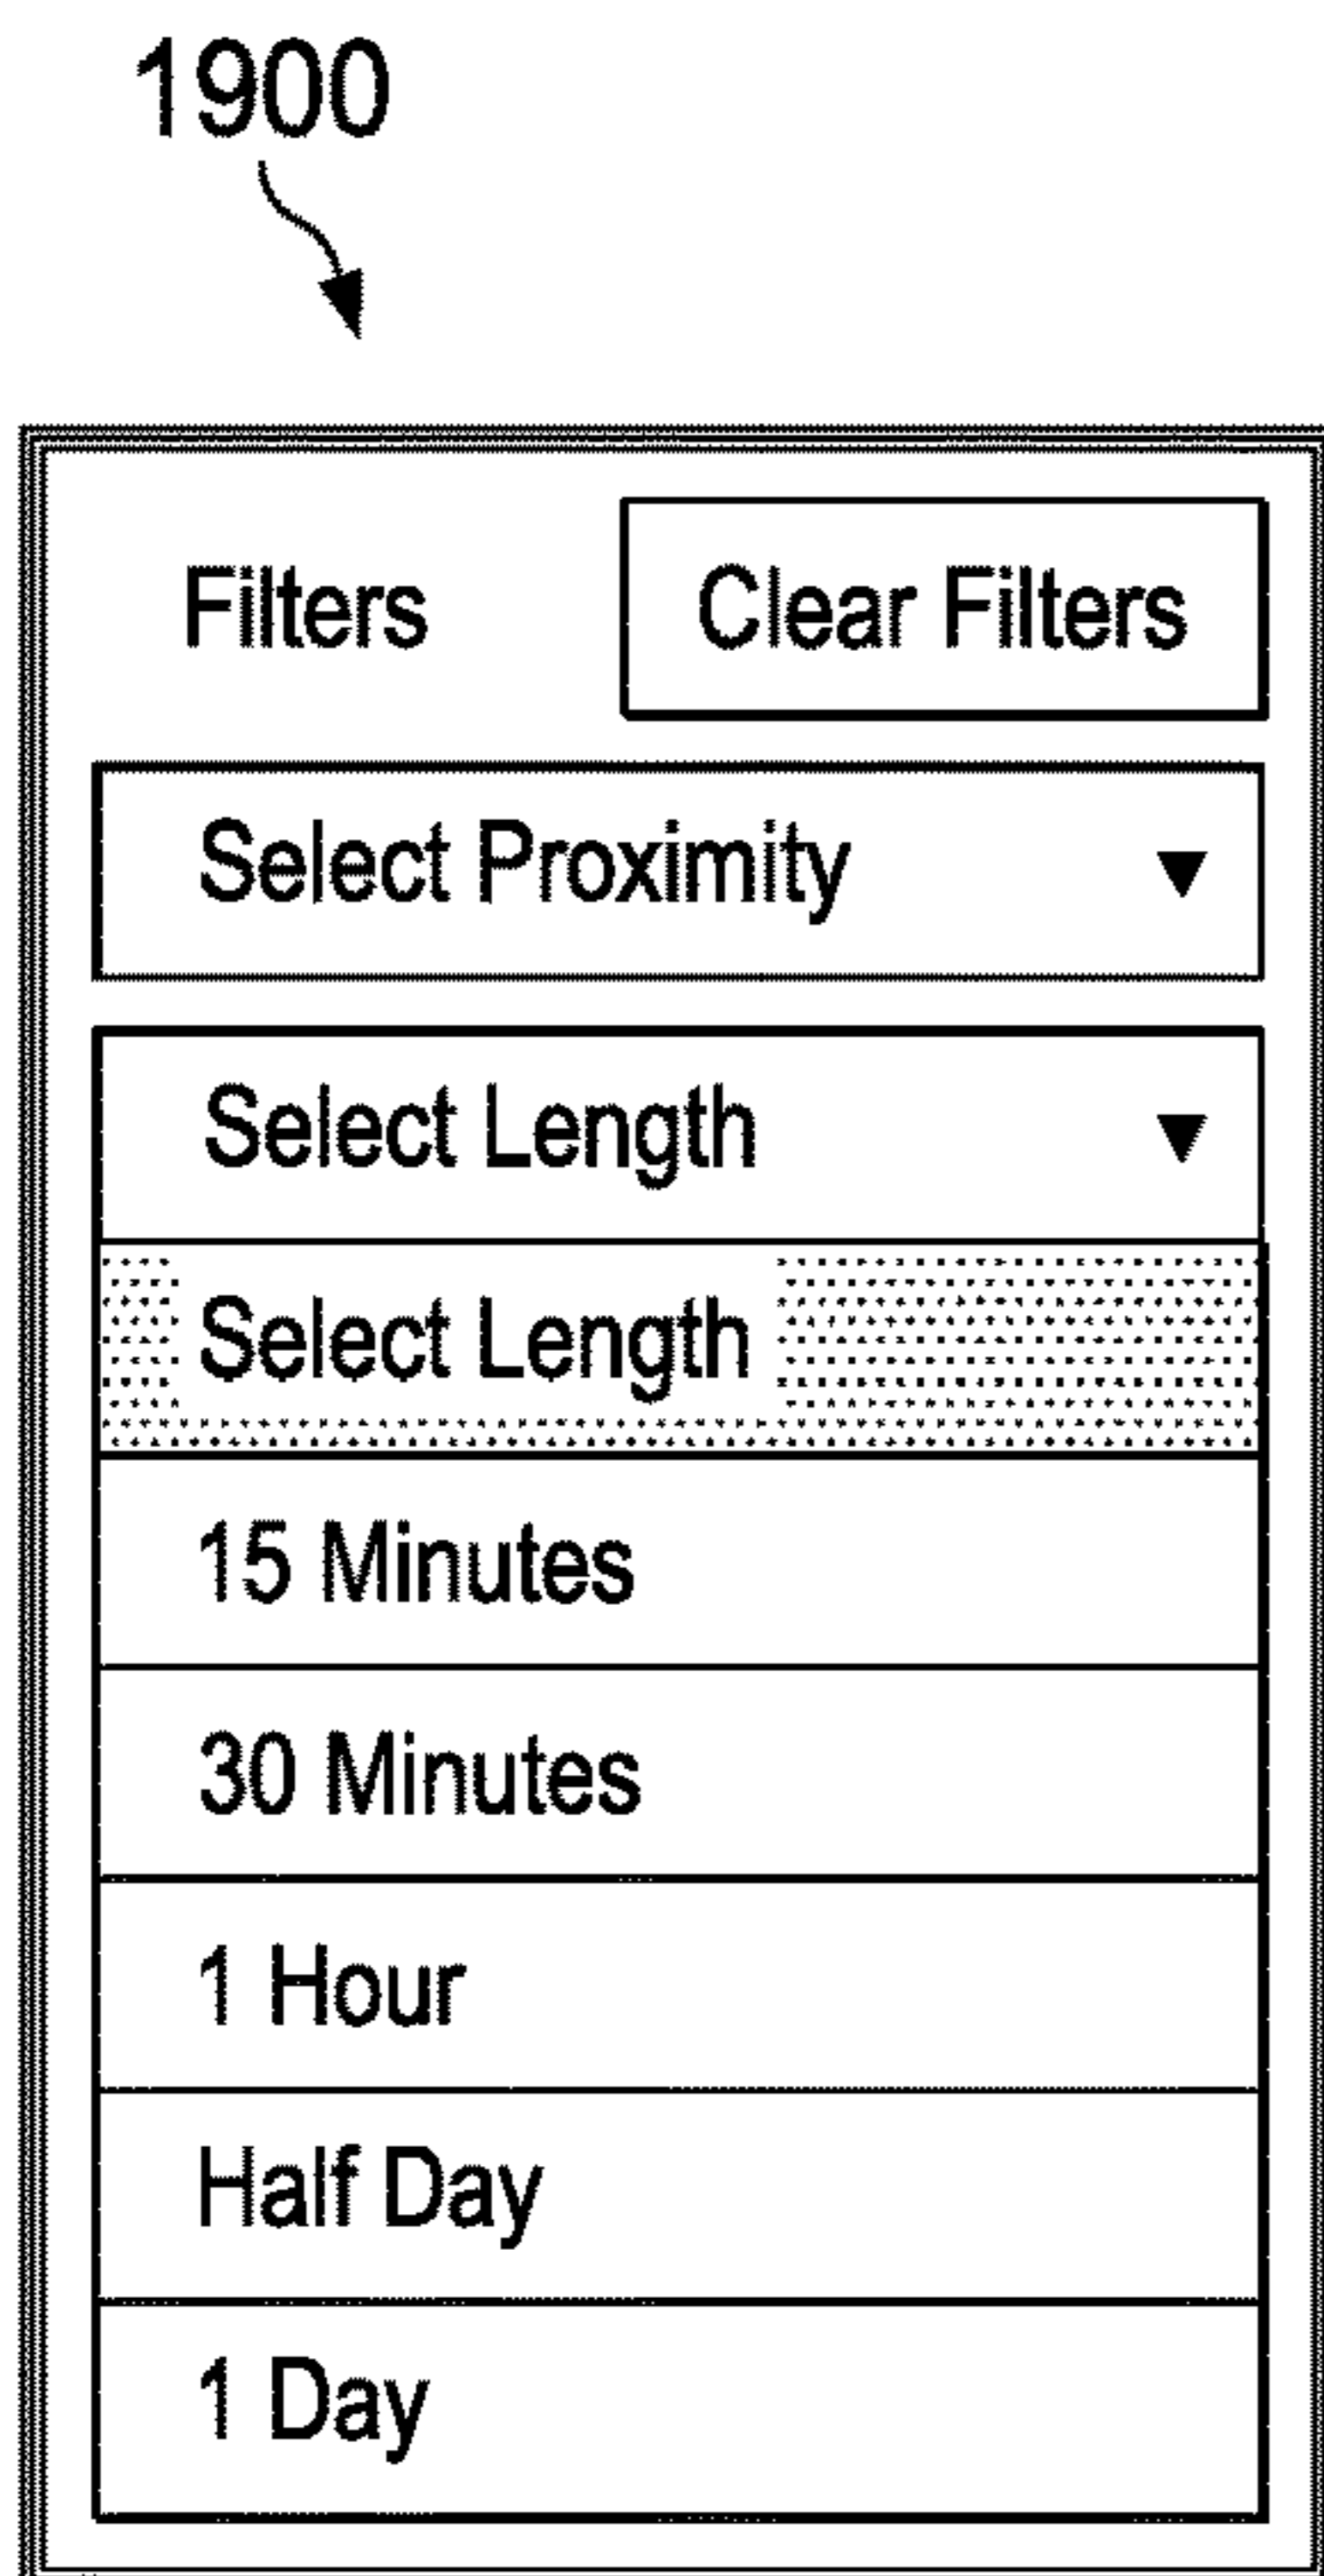 1900
Filters Clear Filters
Select Proximity
Select Length
Select Length
15 Minutes
30 Minutes
1 Hour
Half Day
1 Day